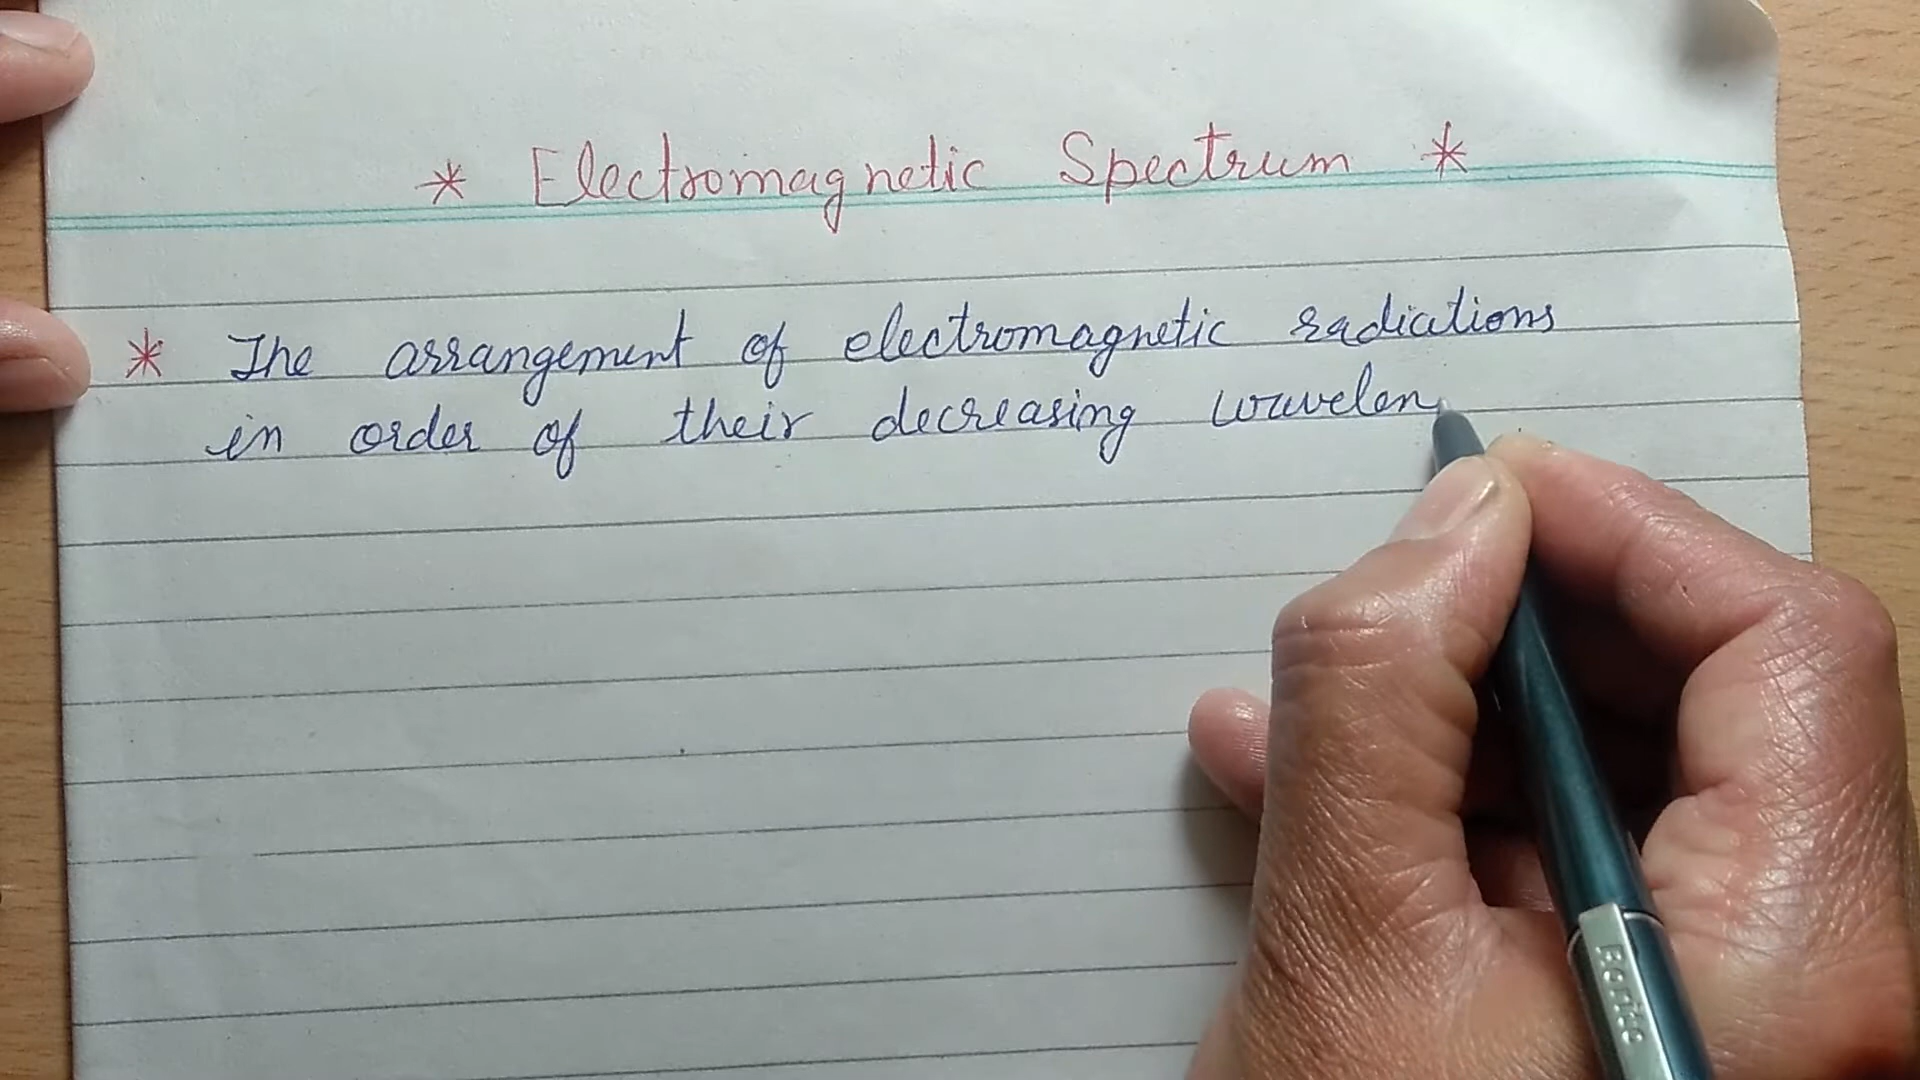 * Electromagnetic Spectrum *
* The arrangement of electromagnetic radiations
in order of their decreasing wavelen